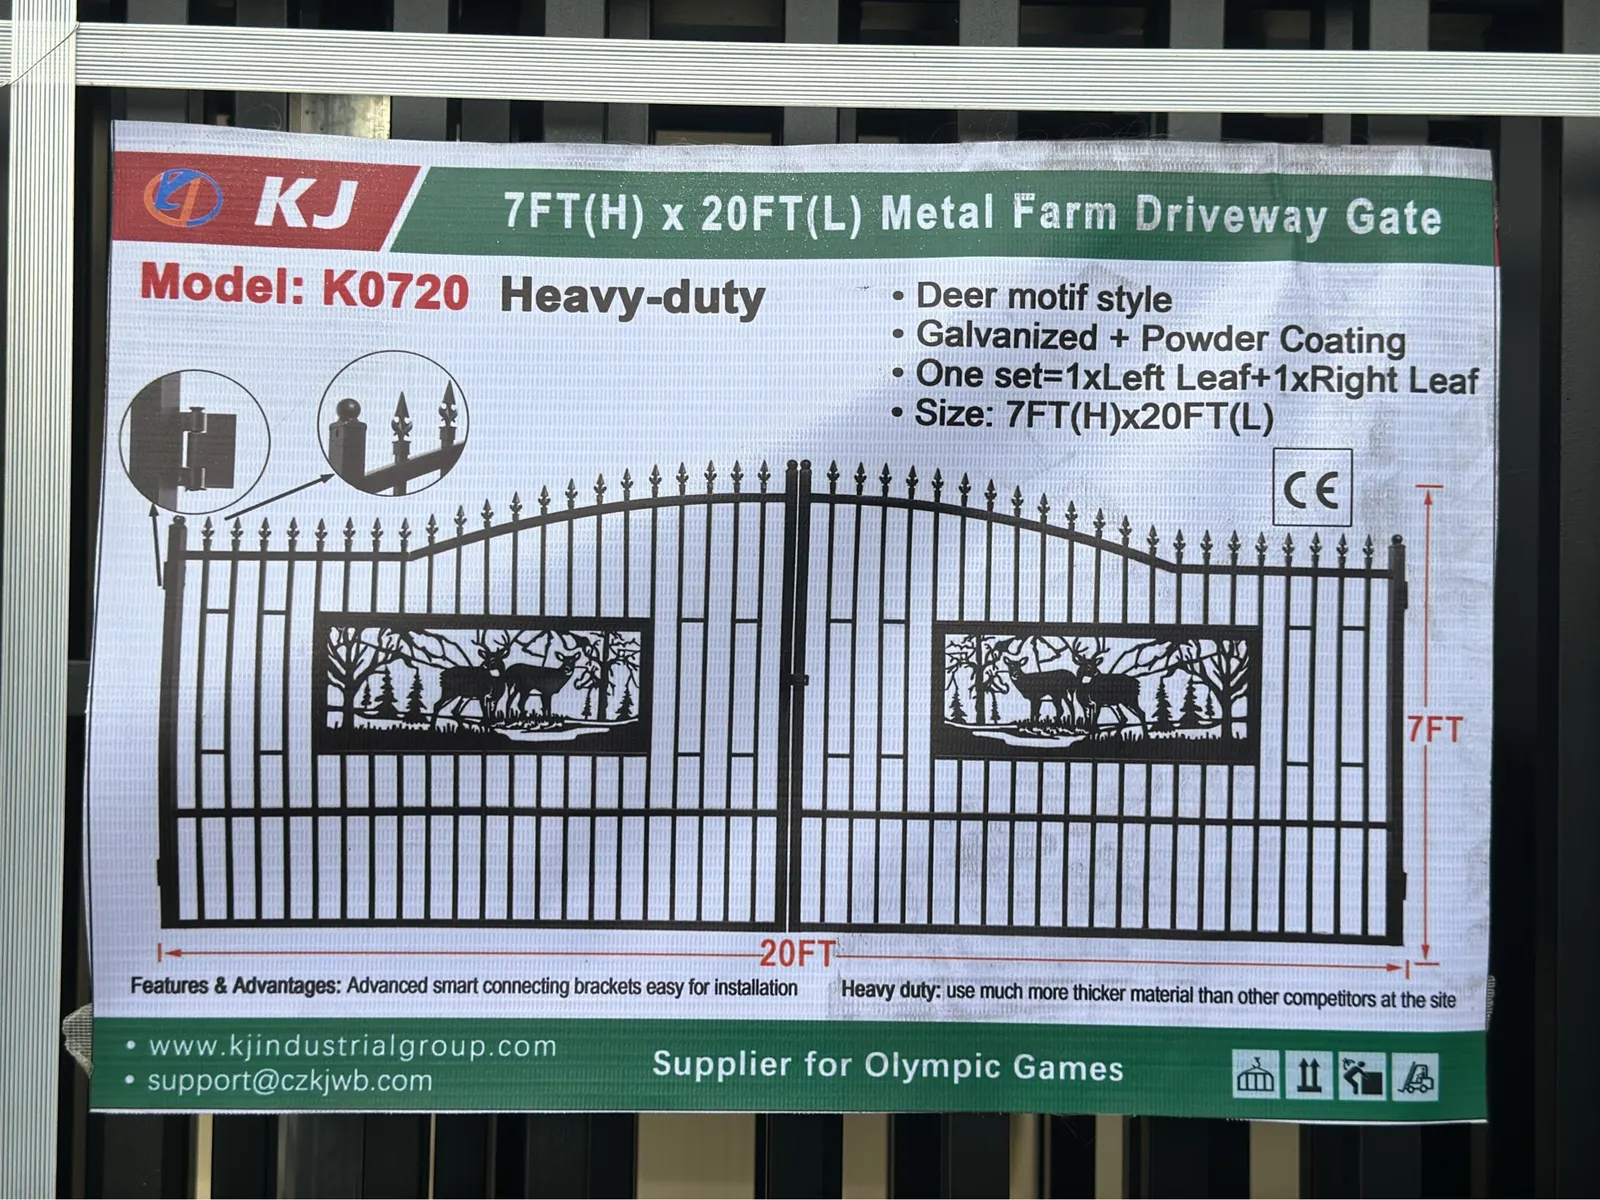 KJ
7FT(H) x 20FT(L) Metal Farm Driveway Gate
Model: K0720 Heavy-duty
• Deer motif style
• Galvanized + Powder Coating
• One set=1xLeft Leaf+1xRight Leaf
• Size: 7FT(H)x20FT(L)
CE
7FT
20FT
Features & Advantages: Advanced smart connecting brackets easy for installation
Heavy duty: use much more thicker material than other competitors at the site
• www.kjindustrialgroup.com
• support@czkjwb.com
Supplier for Olympic Games